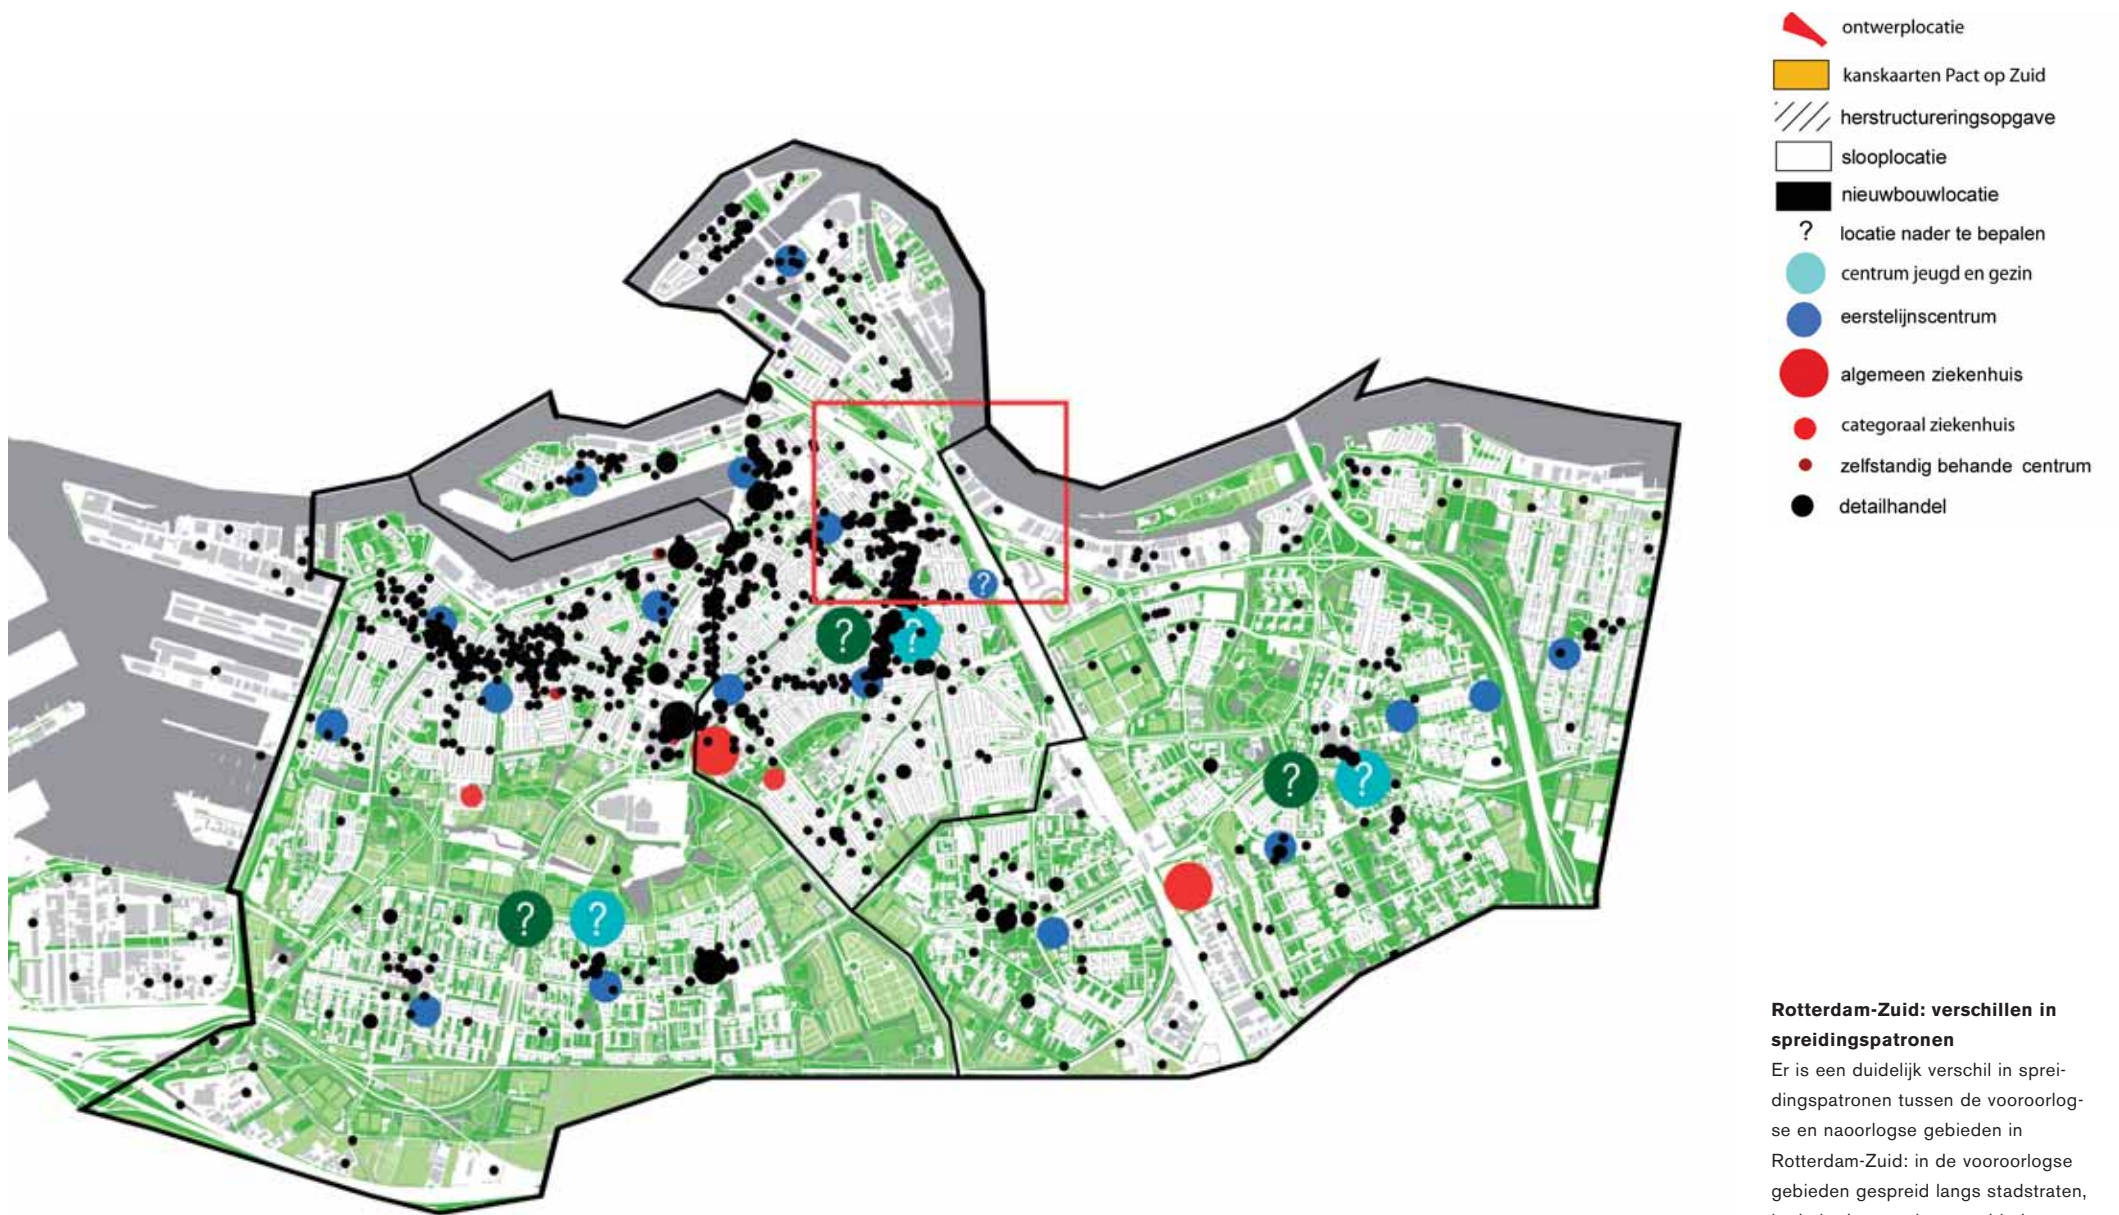 ontwerplocatie
kanskaarten Pact op Zuid
herstructureringsopgave
slooplocatie
nieuwbouwlocatie
? locatie nader te bepalen
centrum jeugd en gezin
eerstelijnscentrum
algemeen ziekenhuis
categoraal ziekenhuis
zelfstandig behande centrum
detailhandel
?
? ?
? ?
? ?
Rotterdam-Zuid: verschillen in
spreidingspatronen
Er is een duidelijk verschil in sprei-
dingspatronen tussen de vooroorlog-
se en naoorlogse gebieden in
Rotterdam-Zuid: in de vooroorlogse
gebieden gespreid langs stadstraten,